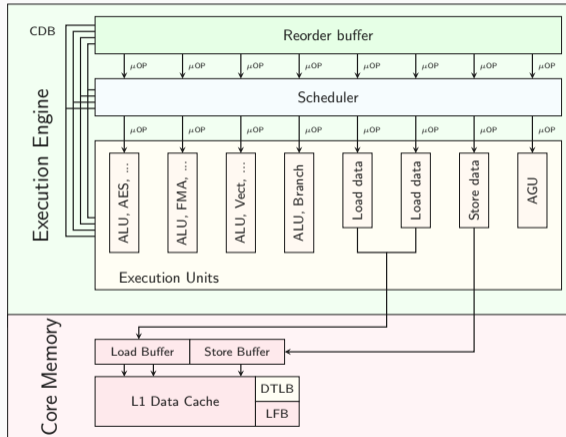 CDB
Reorder buffer
μOP μOP μOP μOP μOP μOP μOP μOP
Scheduler
μOP μOP μOP μOP μOP μOP μOP μOP
Execution Engine
ALU, AES, ...
ALU, FMA, ...
ALU, Vect, ...
ALU, Branch
Load data
Load data
Store data
AGU
Execution Units
Core Memory
Load Buffer
Store Buffer
L1 Data Cache
DTLB
LFB